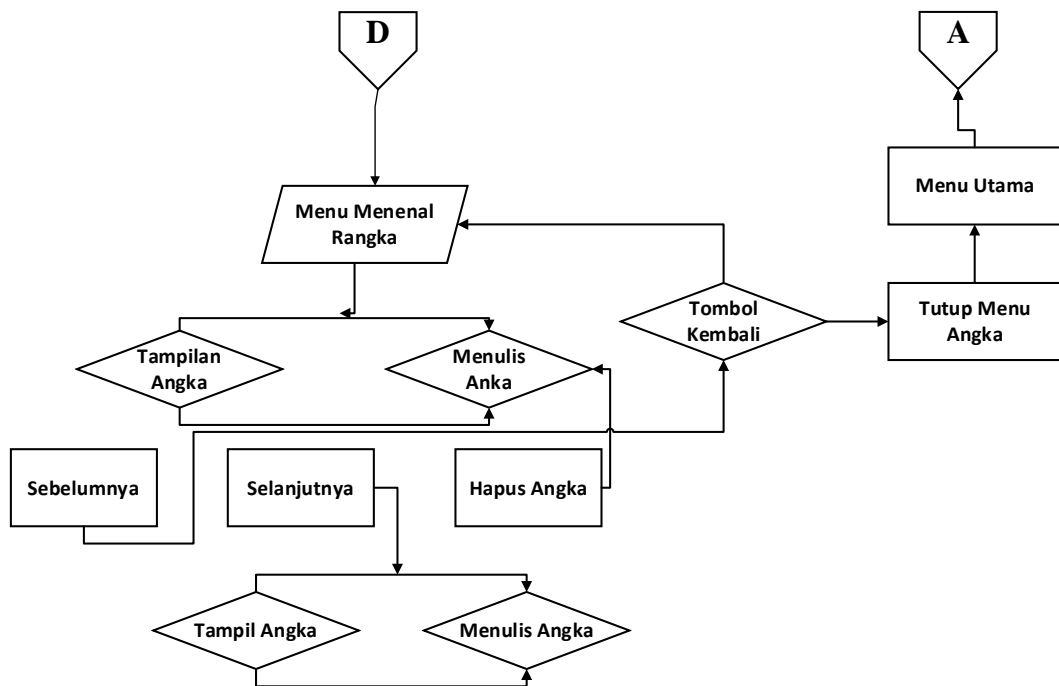 D
A
Menu Utama
Menu Menenal
Rangka
Tombol
Kembali
Tutup Menu
Angka
Tampilan
Angka
Menulis
Anka
Sebelumnya
Selanjutnya
Hapus Angka
Tampil Angka
Menulis Angka